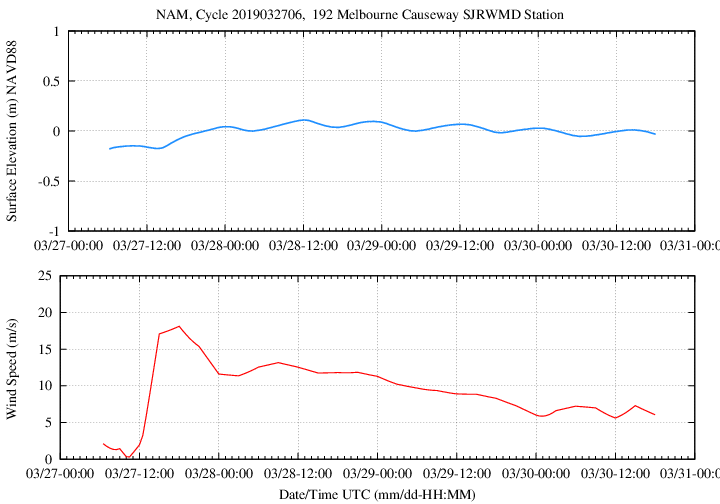 NAM, Cycle 2019032706,  192 Melbourne Causeway SJRWMD Station
Surface Elevation (m) NAVD88
1
0.5
0
-0.5
-1
03/27-00:00 03/27-12:00 03/28-00:00 03/28-12:00 03/29-00:00 03/29-12:00 03/30-00:00 03/30-12:00 03/31-00:0
Wind Speed (m/s)
25
20
15
10
5
0
03/27-00:00 03/27-12:00 03/28-00:00 03/28-12:00 03/29-00:00 03/29-12:00 03/30-00:00 03/30-12:00 03/31-00:0
Date/Time UTC (mm/dd-HH:MM)